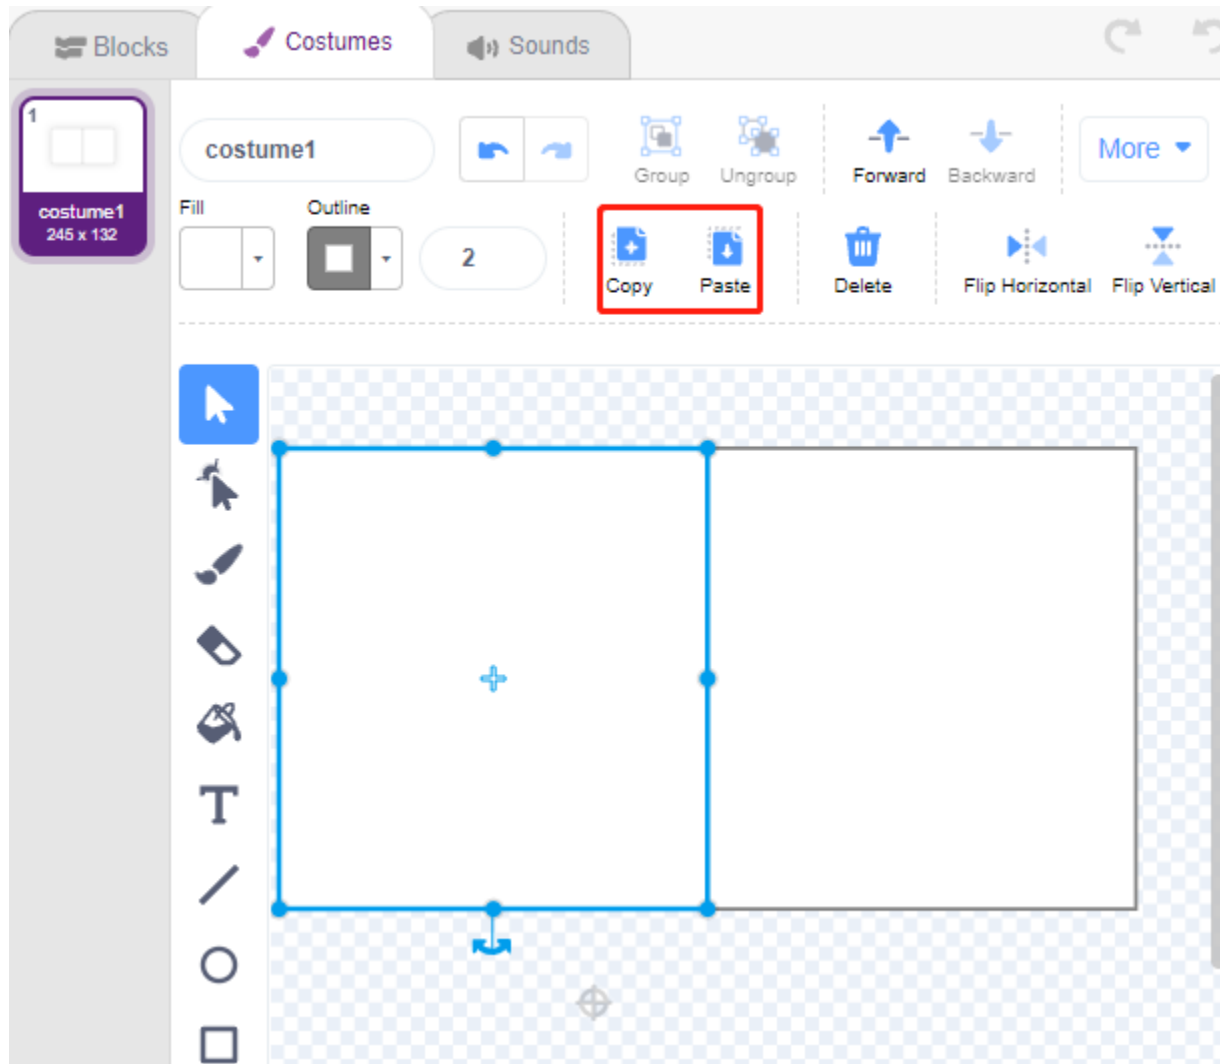 Blocks
Costumes
Sounds
1
costume1
245 x 132
costume1
Group
Ungroup
Forward
Backward
More
Fill
Outline
2
Copy
Paste
Delete
Flip Horizontal
Flip Vertical
T